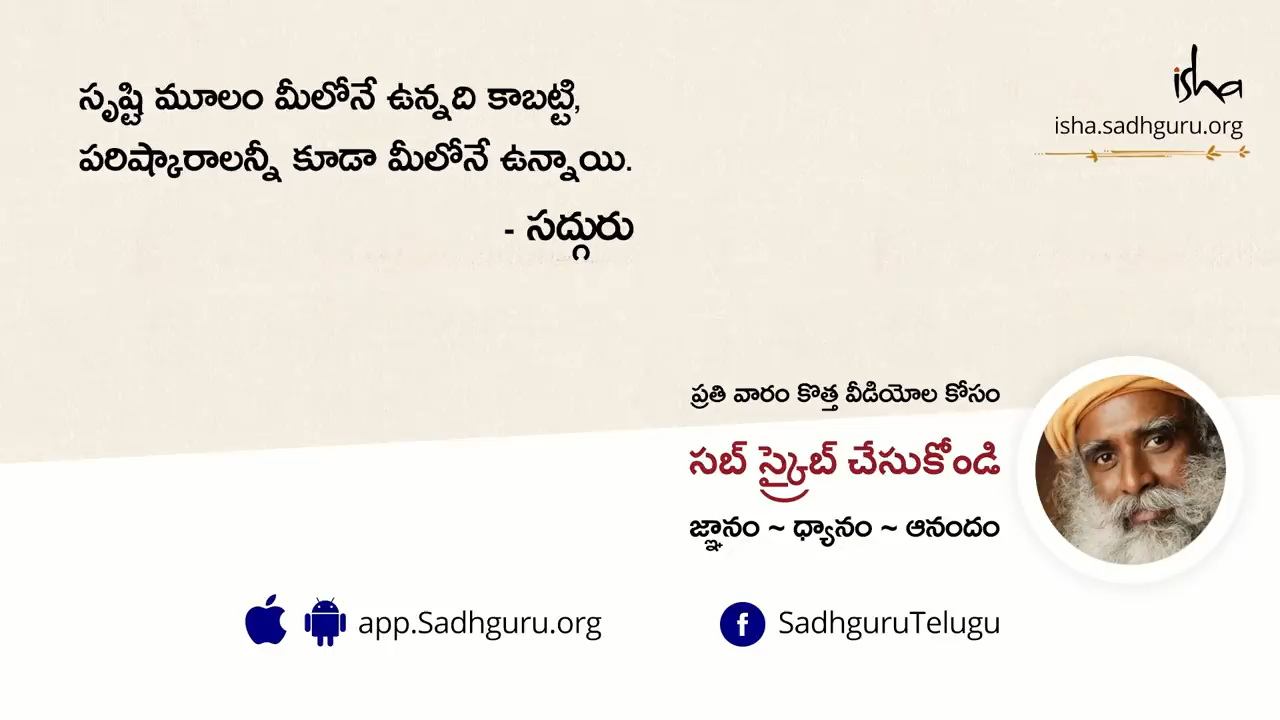 సృష్టి మూలం మీలోనే ఉన్నది కాబట్టి,
పరిష్కారాలన్నీ కూడా మీలోనే ఉన్నాయి.
- సద్గురు
isha
isha.sadhguru.org
ప్రతి వారం కొత్త వీడియోల కోసం
సబ్ స్క్రైబ్ చేసుకోండి
జ్ఞానం ~ ధ్యానం ~ ఆనందం
app.Sadhguru.org
SadhguruTelugu